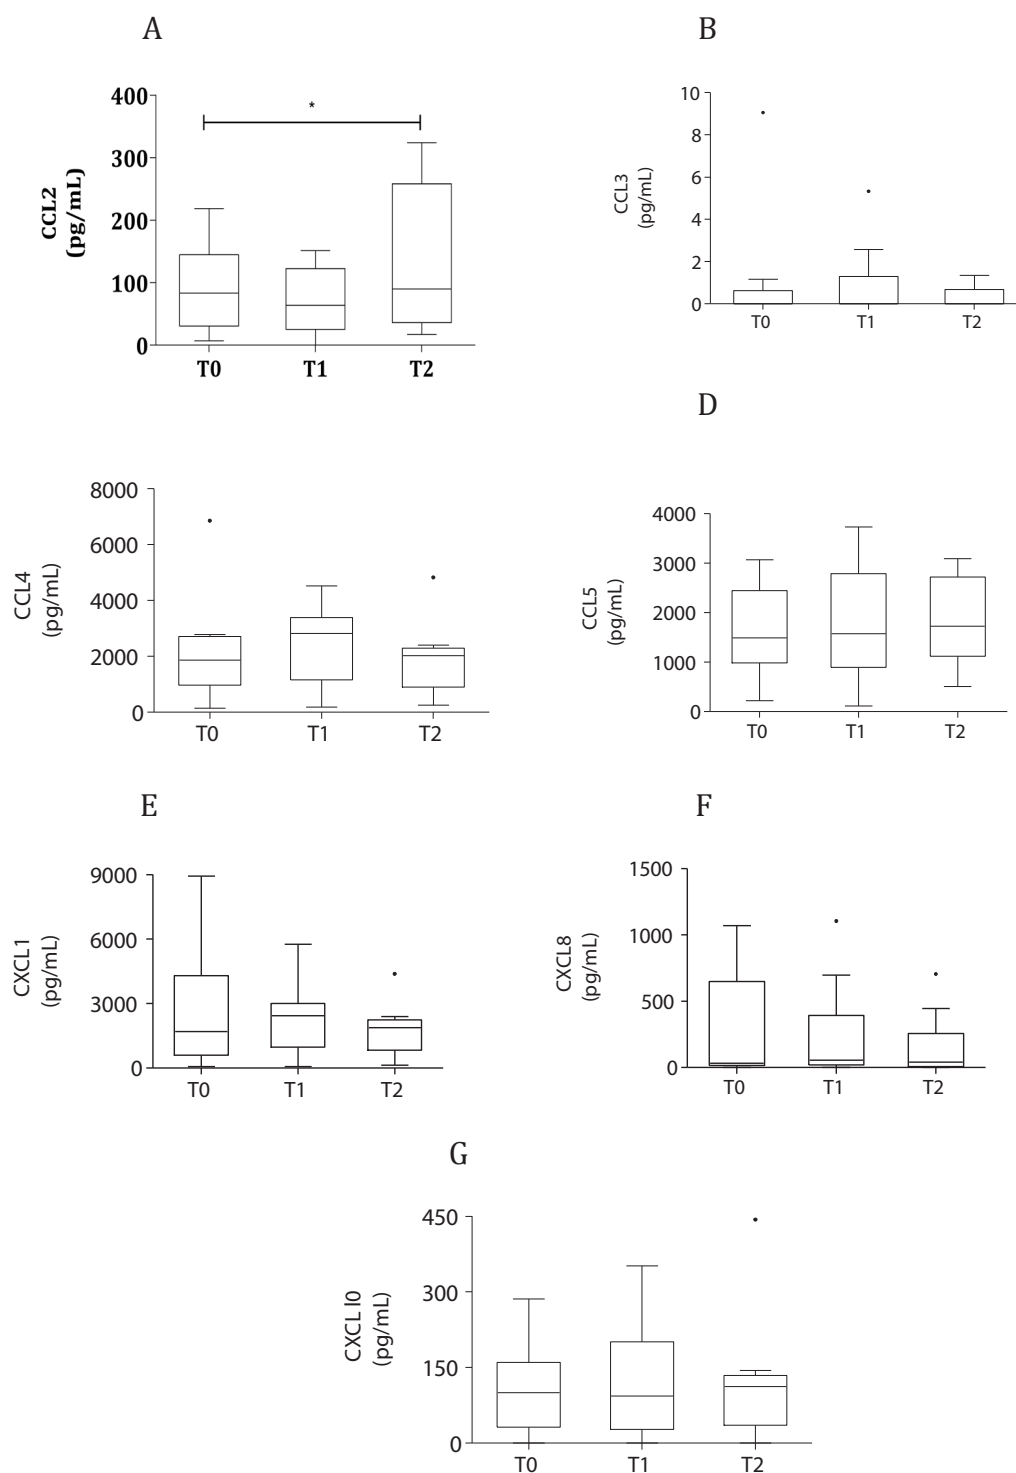 A
400
300
200
100
0
CCL2
(pg/mL)
*
T0 T1 T2
B
10
8
6
4
2
0
CCL3
(pg/mL)
T0 T1 T2
8000
6000
4000
2000
0
CCL4
(pg/mL)
T0 T1 T2
D
4000
3000
2000
1000
0
CCL5
(pg/mL)
T0 T1 T2
E
9000
6000
3000
0
CXCL1
(pg/mL)
T0 T1 T2
F
1500
1000
500
0
CXCL8
(pg/mL)
T0 T1 T2
G
450
300
150
0
CXCL l0
(pg/mL)
T0 T1 T2